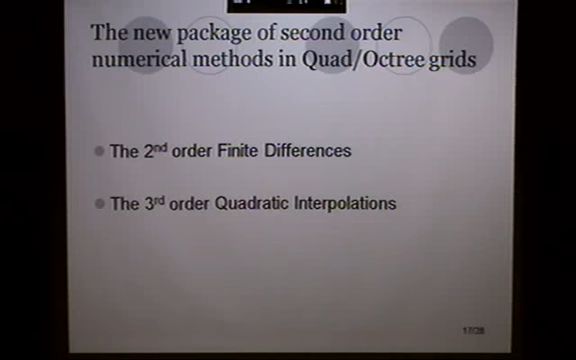 The new package of second order
numerical methods in Quad/Octree grids
The 2nd order Finite Differences
The 3rd order Quadratic Interpolations
17/28